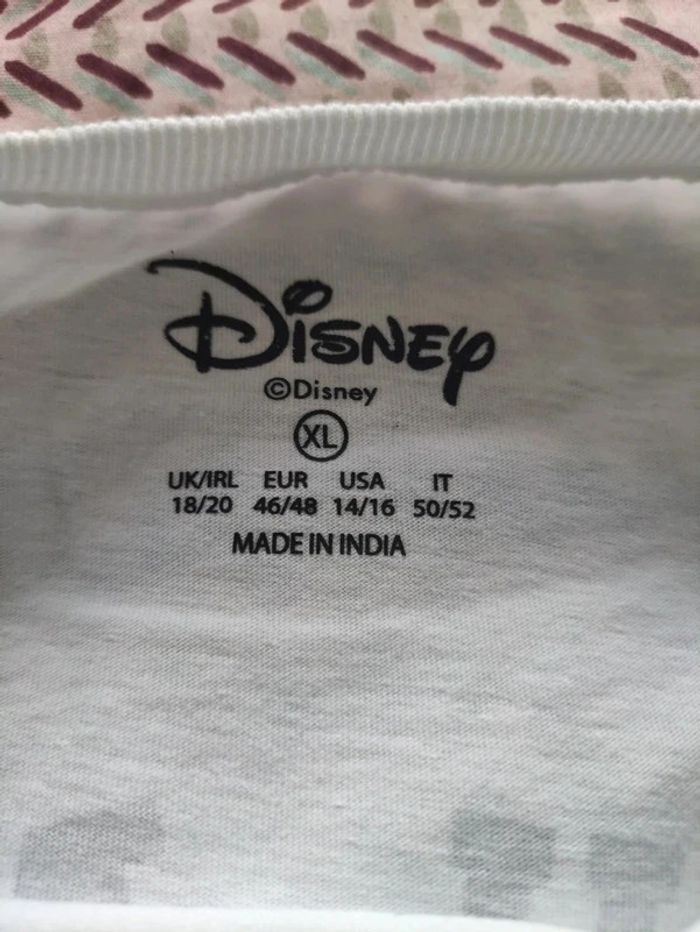 Disney
©Disney
XL
UK/IRL EUR USA IT
18/20 46/48 14/16 50/52
MADE IN INDIA